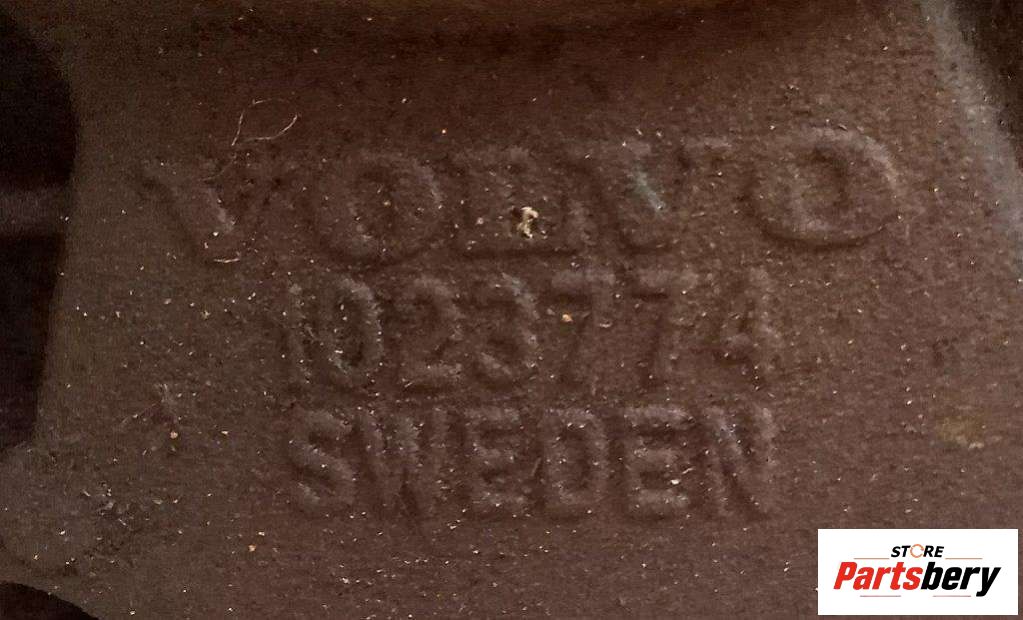 VOLVO
1023774
SWEDEN
STORE
Partsbery